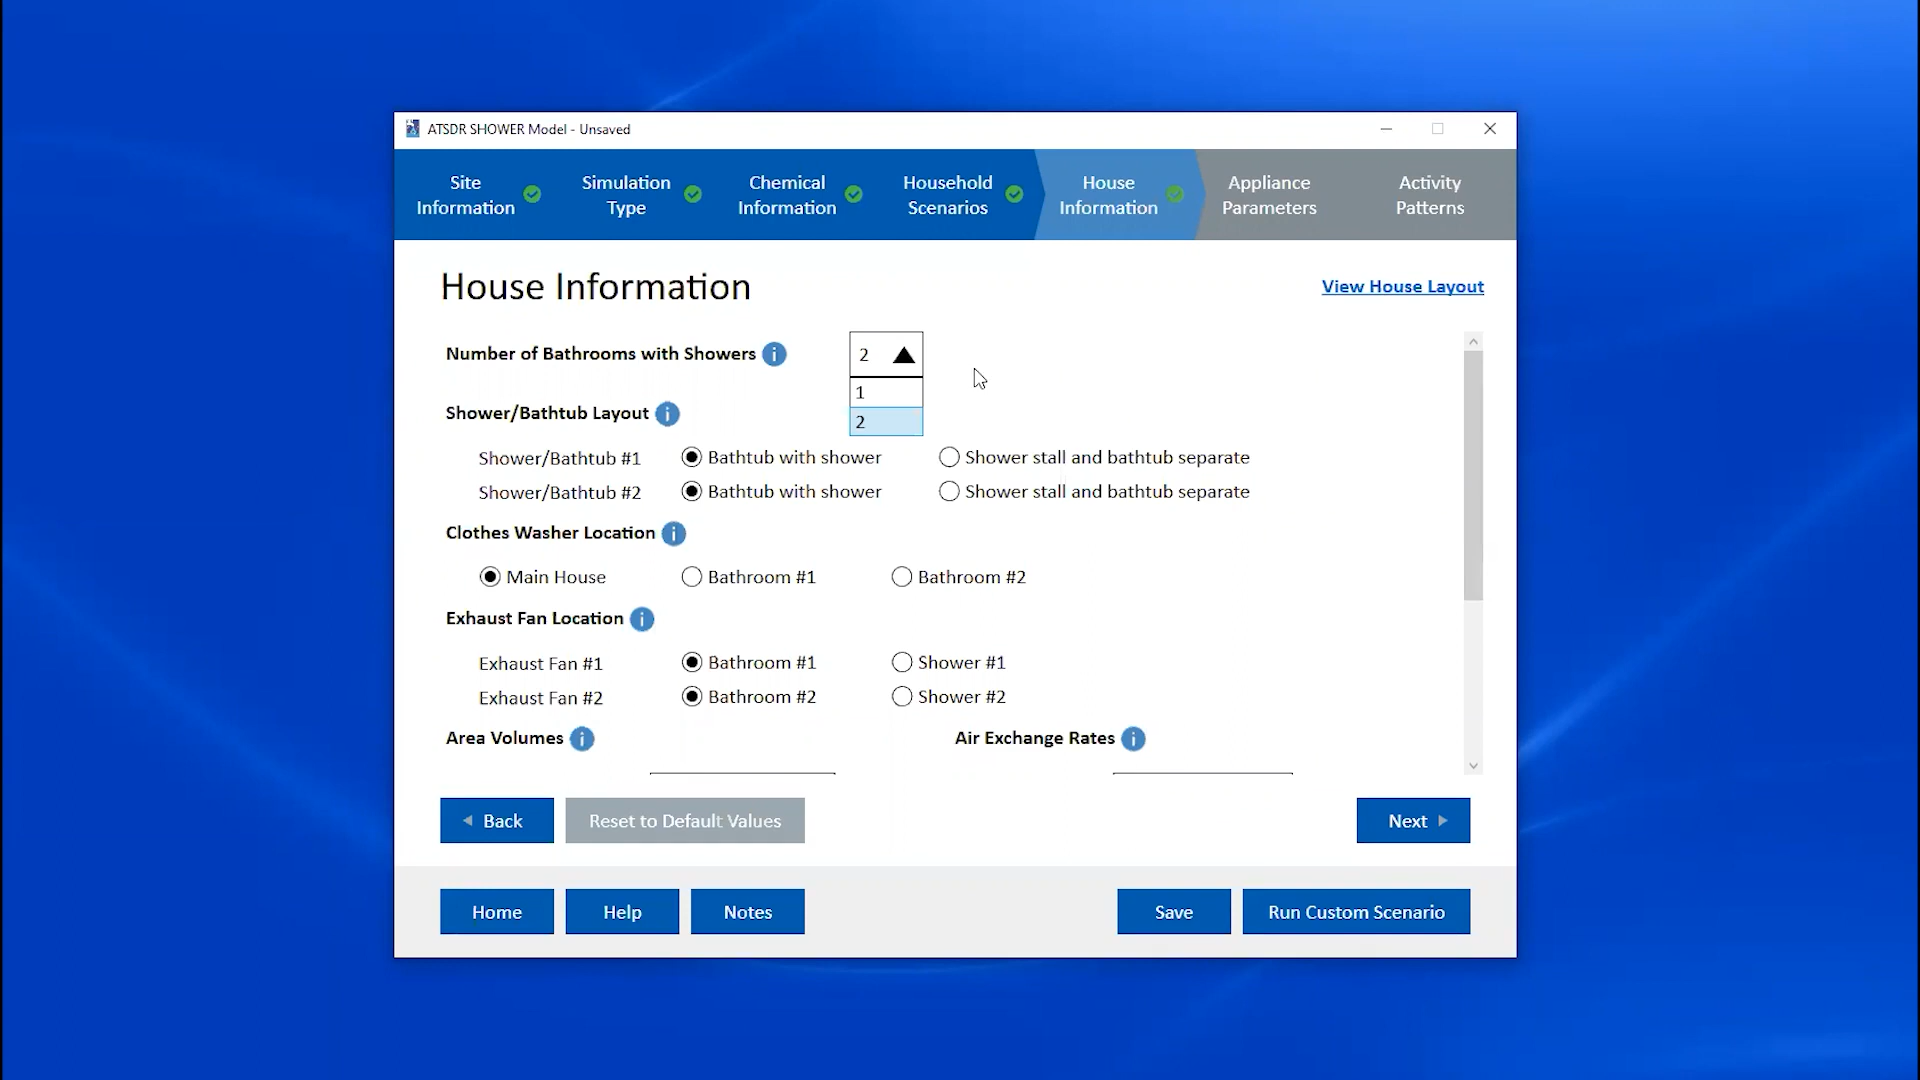 ATSDR SHOWER Model - Unsaved
Site Information
Simulation Type
Chemical Information
Household Scenarios
House Information
Appliance Parameters
Activity Patterns
House Information
View House Layout
Number of Bathrooms with Showers i 2
1
2
Shower/Bathtub Layout i
Shower/Bathtub #1 Bathtub with shower Shower stall and bathtub separate
Shower/Bathtub #2 Bathtub with shower Shower stall and bathtub separate
Clothes Washer Location i
Main House Bathroom #1 Bathroom #2
Exhaust Fan Location i
Exhaust Fan #1 Bathroom #1 Shower #1
Exhaust Fan #2 Bathroom #2 Shower #2
Area Volumes i Air Exchange Rates i
Back Reset to Default Values Next
Home Help Notes Save Run Custom Scenario